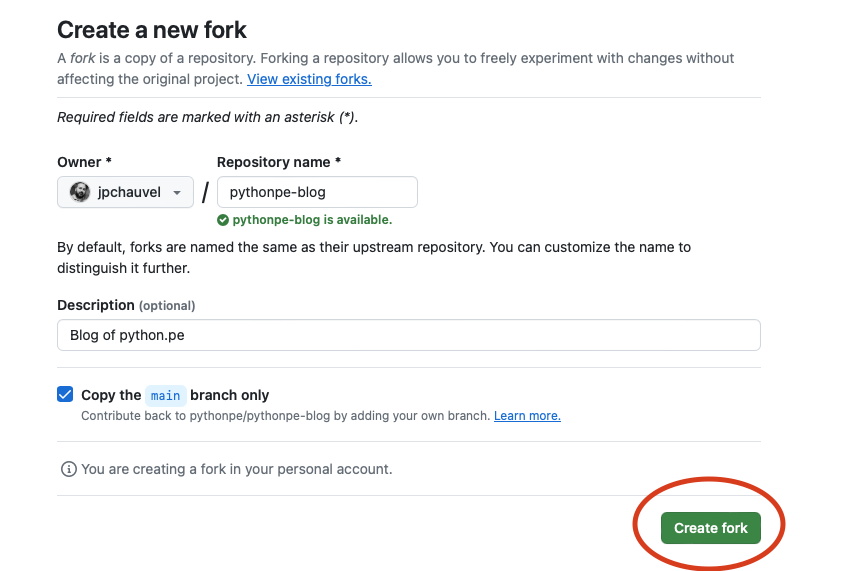 Create a new fork
A fork is a copy of a repository. Forking a repository allows you to freely experiment with changes without
affecting the original project. View existing forks.
Required fields are marked with an asterisk (*).
Owner * Repository name *
jpchauvel / pythonpe-blog
pythonpe-blog is available.
By default, forks are named the same as their upstream repository. You can customize the name to
distinguish it further.
Description (optional)
Blog of python.pe
Copy the main branch only
Contribute back to pythonpe/pythonpe-blog by adding your own branch. Learn more.
You are creating a fork in your personal account.
Create fork